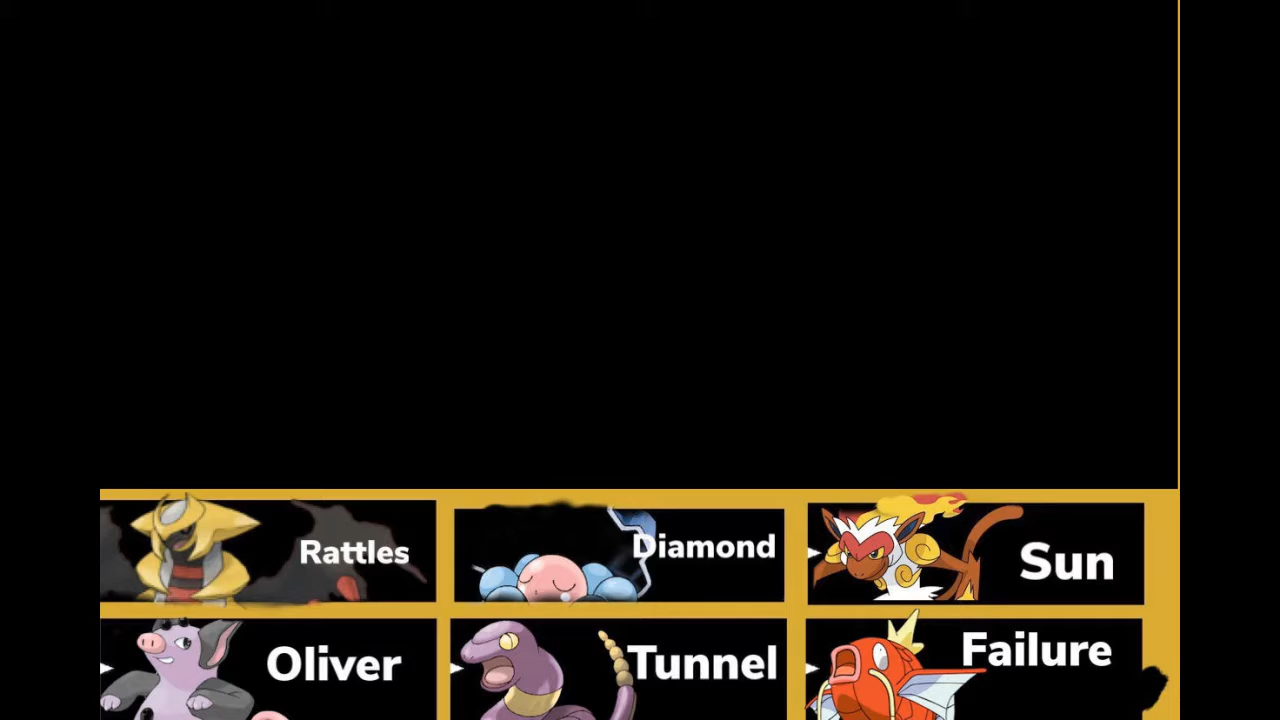 Rattles
Diamond
Sun
Oliver
Tunnel
Failure